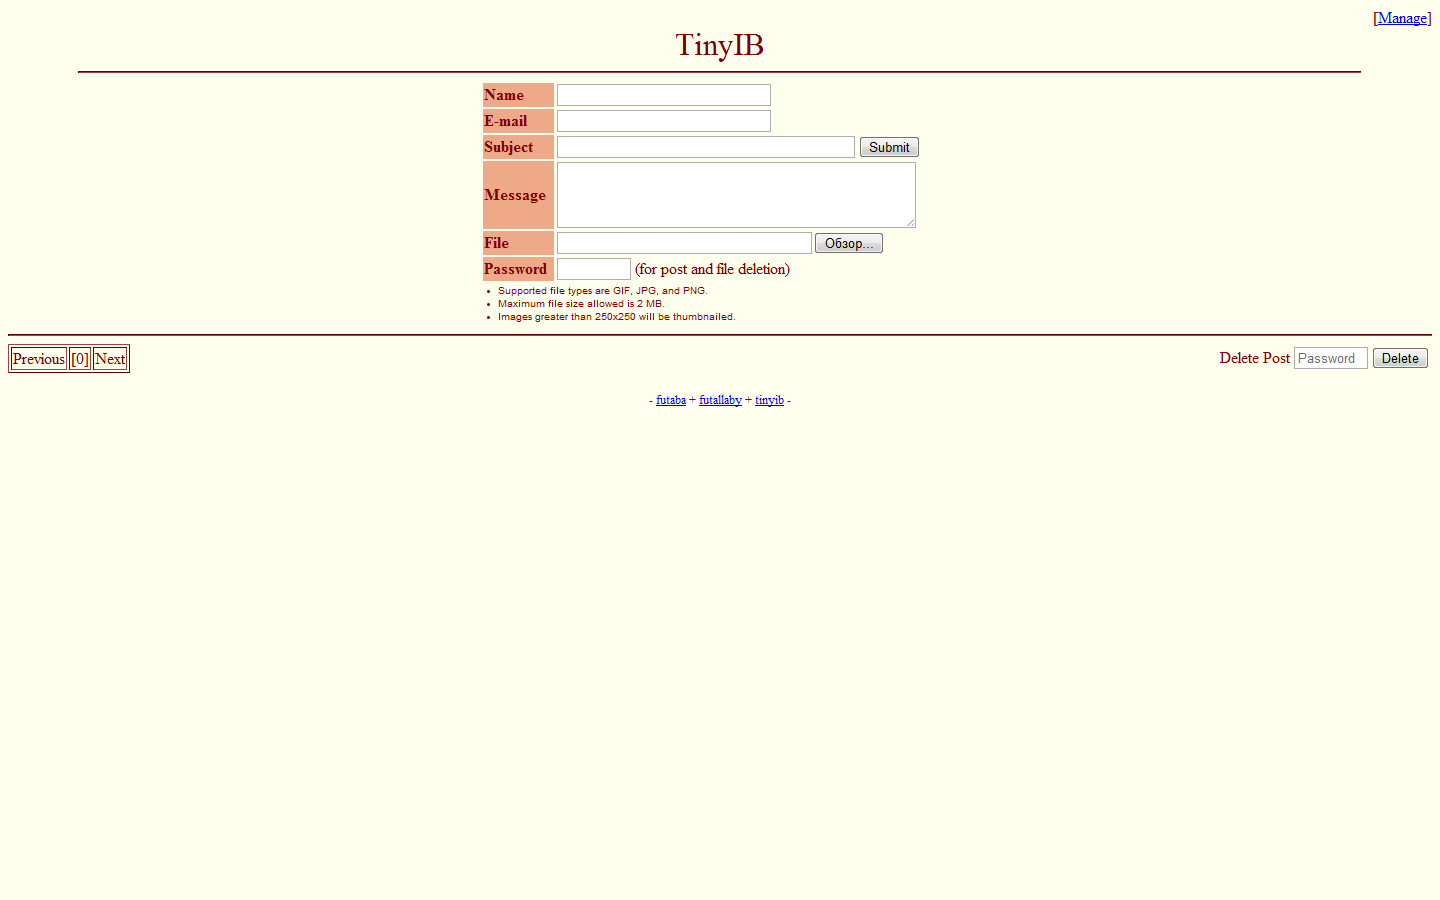 [Manage]
TinyIB
Name
E-mail
Subject Submit
Message
File Обзор...
Password (for post and file deletion)
• Supported file types are GIF, JPG, and PNG.
• Maximum file size allowed is 2 MB.
• Images greater than 250x250 will be thumbnailed.
Previous [0] Next Delete Post Password Delete
- futaba + futallaby + tinyib -